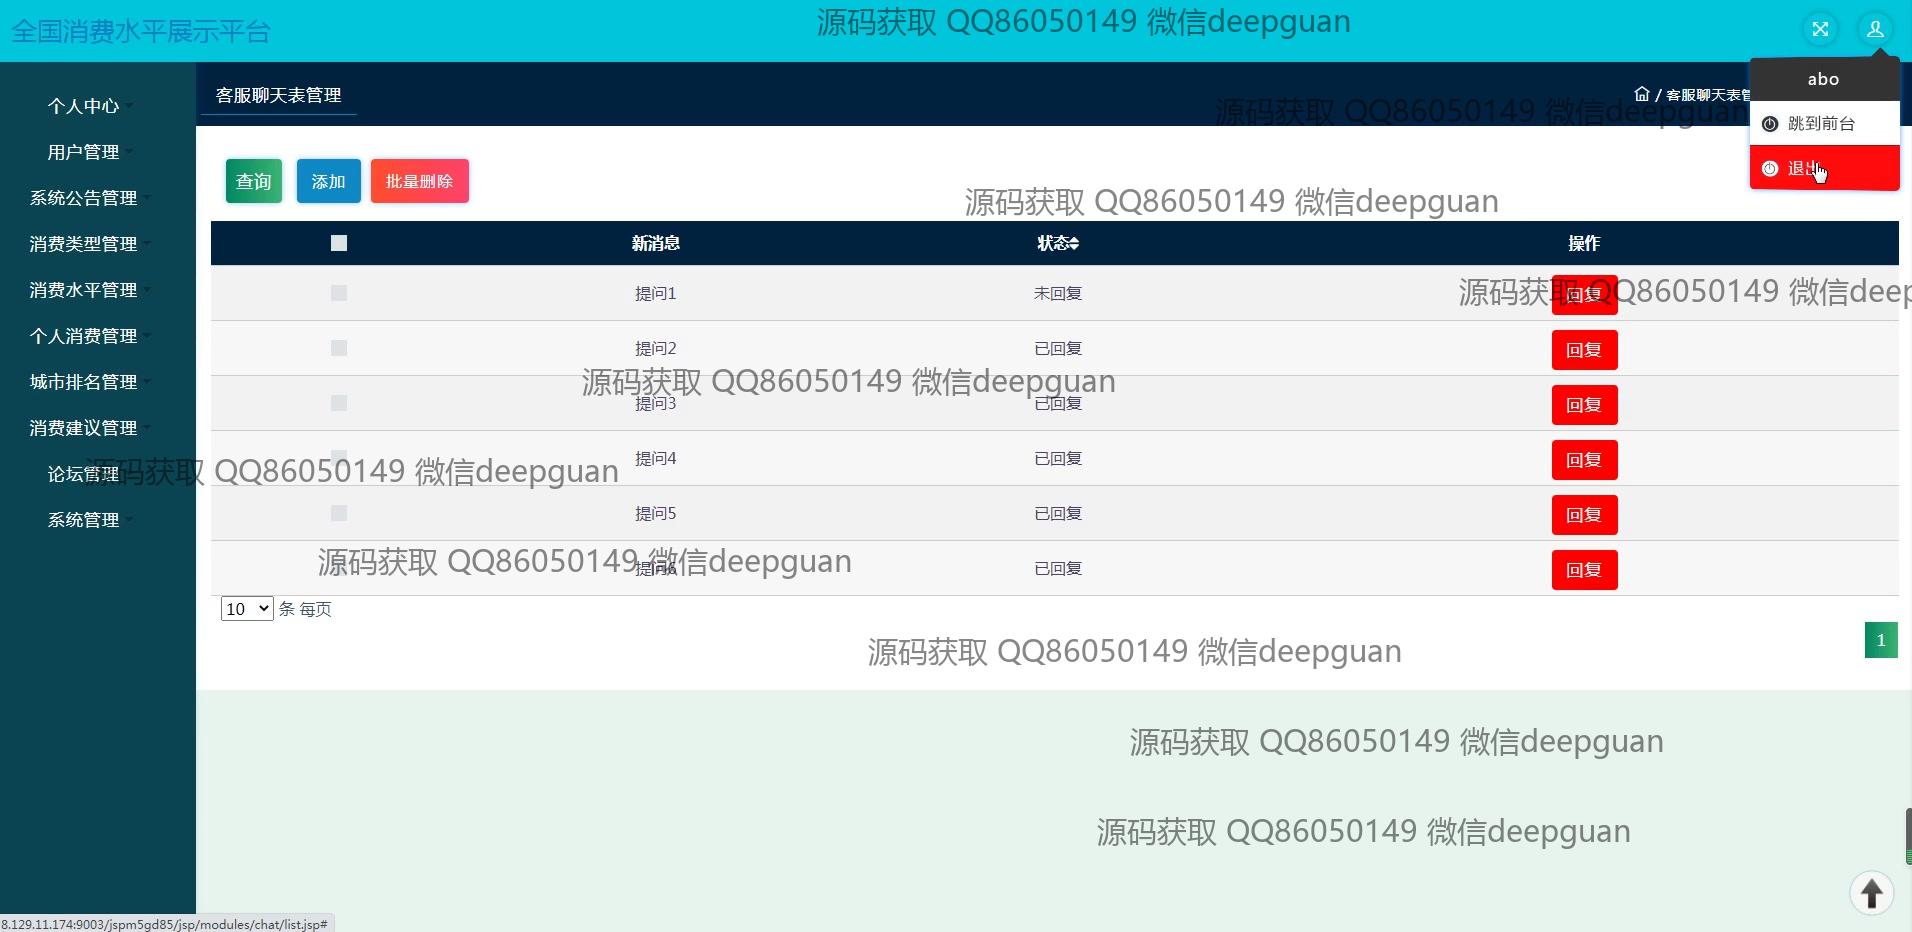 全国消费水平展示平台
源码获取 QQ86050149 微信deepguan
abo
跳到前台
退出
个人中心
用户管理
系统公告管理
消费类型管理
消费水平管理
个人消费管理
城市排名管理
消费建议管理
论坛管理
系统管理
客服聊天表管理
/ 客服聊天表管
源码获取 QQ86050149 微信deepguan
查询 添加 批量删除
源码获取 QQ86050149 微信deepguan
新消息 状态 操作
提问1 未回复 回复
源码获取 QQ86050149 微信deep
提问2 已回复 回复
源码获取 QQ86050149 微信deepguan
提问3 已回复 回复
提问4 已回复 回复
源码获取 QQ86050149 微信deepguan
提问5 已回复 回复
源码获取 QQ86050149 微信deepguan
提问6 已回复 回复
10 条 每页
1
源码获取 QQ86050149 微信deepguan
源码获取 QQ86050149 微信deepguan
源码获取 QQ86050149 微信deepguan
8.129.11.174:9003/jspm5gd85/jsp/modules/chat/list.jsp#